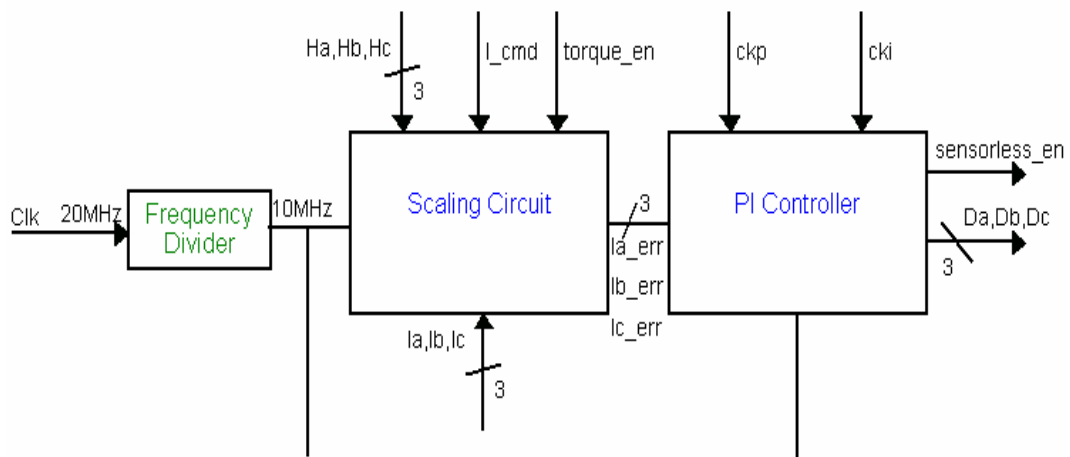 Ha,Hb,Hc
3
I_cmd
torque_en
ckp
cki
Clk
20MHz
Frequency
Divider
10MHz
Scaling Circuit
3
Ia_err
Ib_err
Ic_err
PI Controller
sensorless_en
Da,Db,Dc
3
Ia,Ib,Ic
3